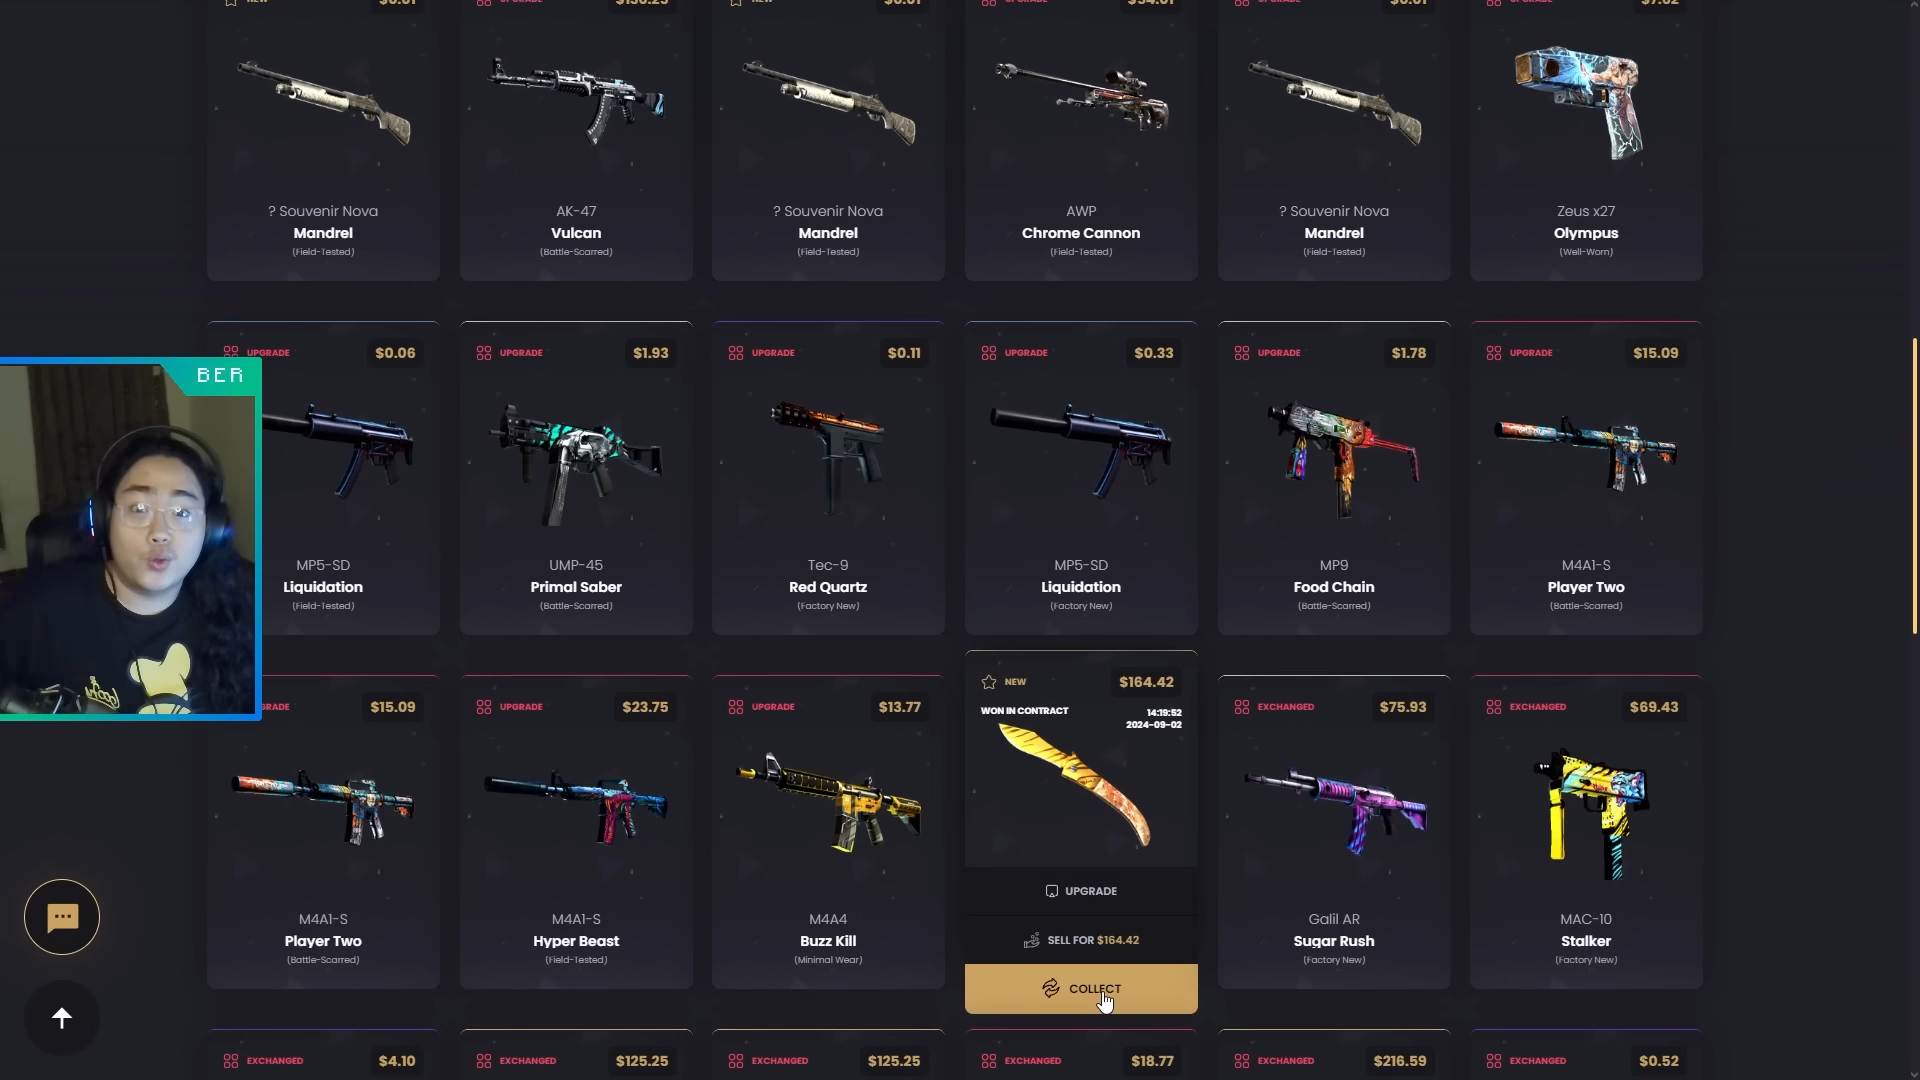 ? Souvenir Nova
Mandrel
(Field-Tested)
AK-47
Vulcan
(Battle-Scarred)
? Souvenir Nova
Mandrel
(Field-Tested)
AWP
Chrome Cannon
(Field-Tested)
? Souvenir Nova
Mandrel
(Field-Tested)
Zeus x27
Olympus
(Well-Worn)
UPGRADE $0.06
MP5-SD
Liquidation
(Field-Tested)
UPGRADE $1.93
UMP-45
Primal Saber
(Battle-Scarred)
UPGRADE $0.11
Tec-9
Red Quartz
(Factory New)
UPGRADE $0.33
MP5-SD
Liquidation
(Factory New)
UPGRADE $1.78
MP9
Food Chain
(Battle-Scarred)
UPGRADE $15.09
M4A1-S
Player Two
(Battle-Scarred)
BER
$15.09
M4A1-S
Player Two
(Battle-Scarred)
UPGRADE $23.75
M4A1-S
Hyper Beast
(Field-Tested)
UPGRADE $13.77
M4A4
Buzz Kill
(Minimal Wear)
NEW $164.42
WON IN CONTRACT 14:19:52
2024-09-02
UPGRADE
SELL FOR $164.42
COLLECT
EXCHANGED $75.93
Galil AR
Sugar Rush
(Factory New)
EXCHANGED $69.43
MAC-10
Stalker
(Factory New)
EXCHANGED $4.10
EXCHANGED $125.25
EXCHANGED $125.25
EXCHANGED $18.77
EXCHANGED $216.59
EXCHANGED $0.52